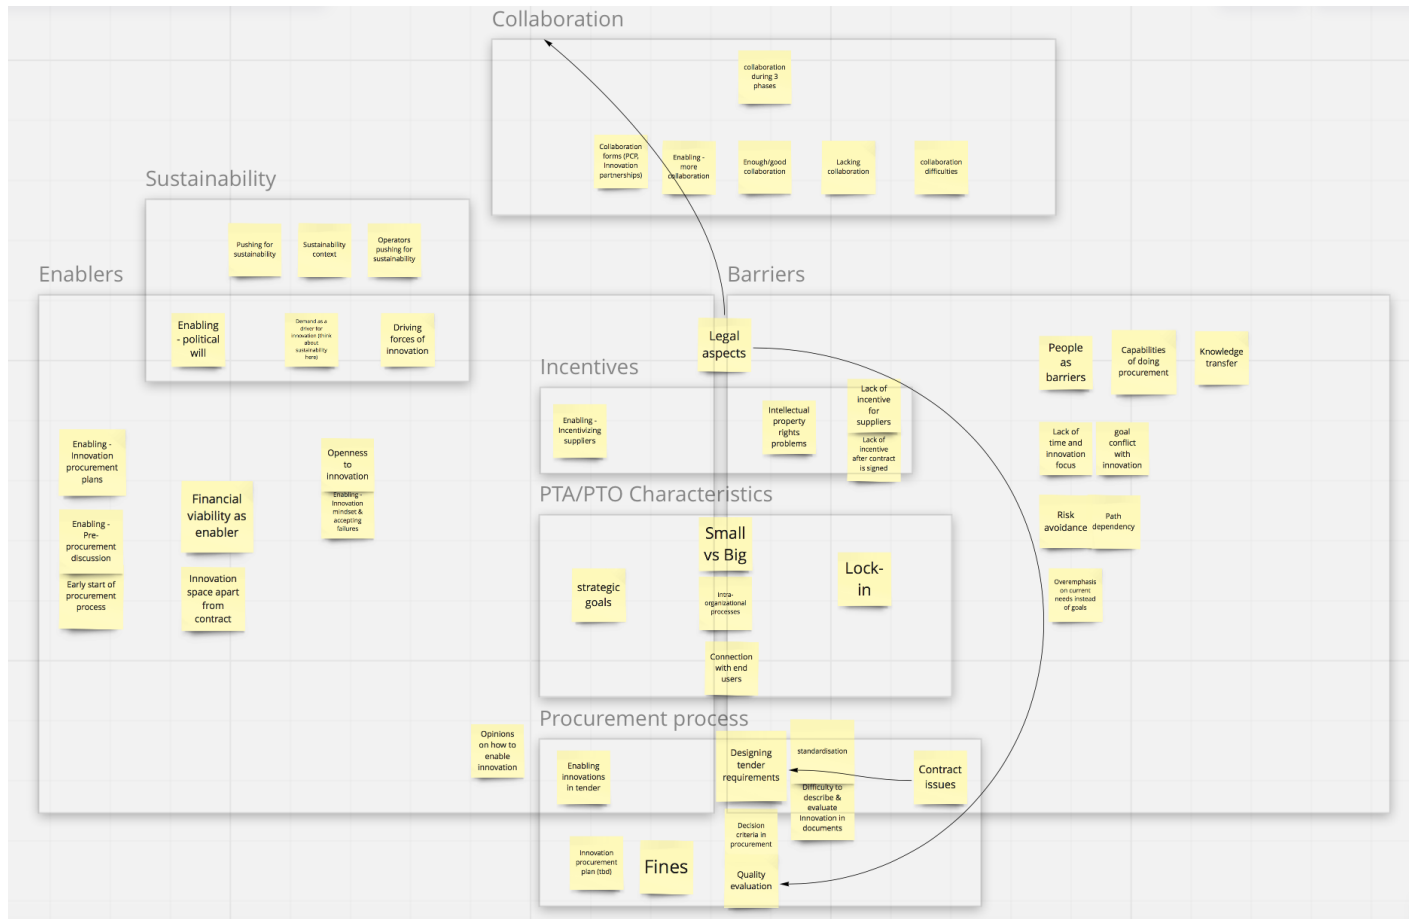 Collaboration
collaboration
during 3
phases
Collaboration
forms (PCP,
Innovation
partnerships)
Enabling -
more
collaboration
Enough/good
collaboration
Lacking
collaboration
collaboration
difficulties
Sustainability
Pushing for
sustainability
Sustainability
context
Operators
pushing for
sustainability
Enabling
- political
will
Demand as a
driver for
innovation (think
about
sustainability
here)
Driving
forces of
innovation
Enablers
Enabling -
Innovation
procurement
plans
Enabling -
Pre-
procurement
discussion
Early start of
procurement
process
Financial
viability as
enabler
Innovation
space apart
from
contract
Openness
to
innovation
Enabling -
Innovation
mindset &
accepting
failures
Opinions
on how to
enable
innovation
Barriers
Legal
aspects
People
as
barriers
Capabilities
of doing
procurement
Knowledge
transfer
Lack of
time and
innovation
focus
goal
conflict
with
innovation
Risk
avoidance
Path
dependency
Overemphasis
on current
needs instead
of goals
Incentives
Enabling -
Incentivizing
suppliers
Intellectual
property
rights
problems
Lack of
incentive
for
suppliers
Lack of
incentive
after contract
is signed
PTA/PTO Characteristics
strategic
goals
Small
vs Big
Intra-
organizational
processes
Connection
with end
users
Lock-
in
Procurement process
Enabling
innovations
in tender
Designing
tender
requirements
standardisation
Difficulty to
describe &
evaluate
Innovation in
documents
Contract
issues
Innovation
procurement
plan (tbd)
Fines
Decision
criteria in
procurement
Quality
evaluation